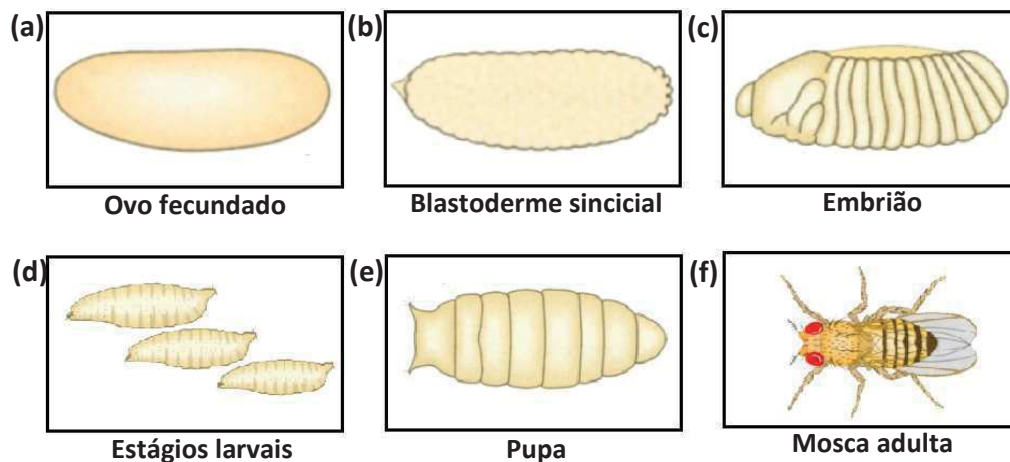 (a)
(b)
(c)
Ovo fecundado
Blastoderme sincicial
Embrião
(d)
(e)
(f)
Estágios larvais
Pupa
Mosca adulta